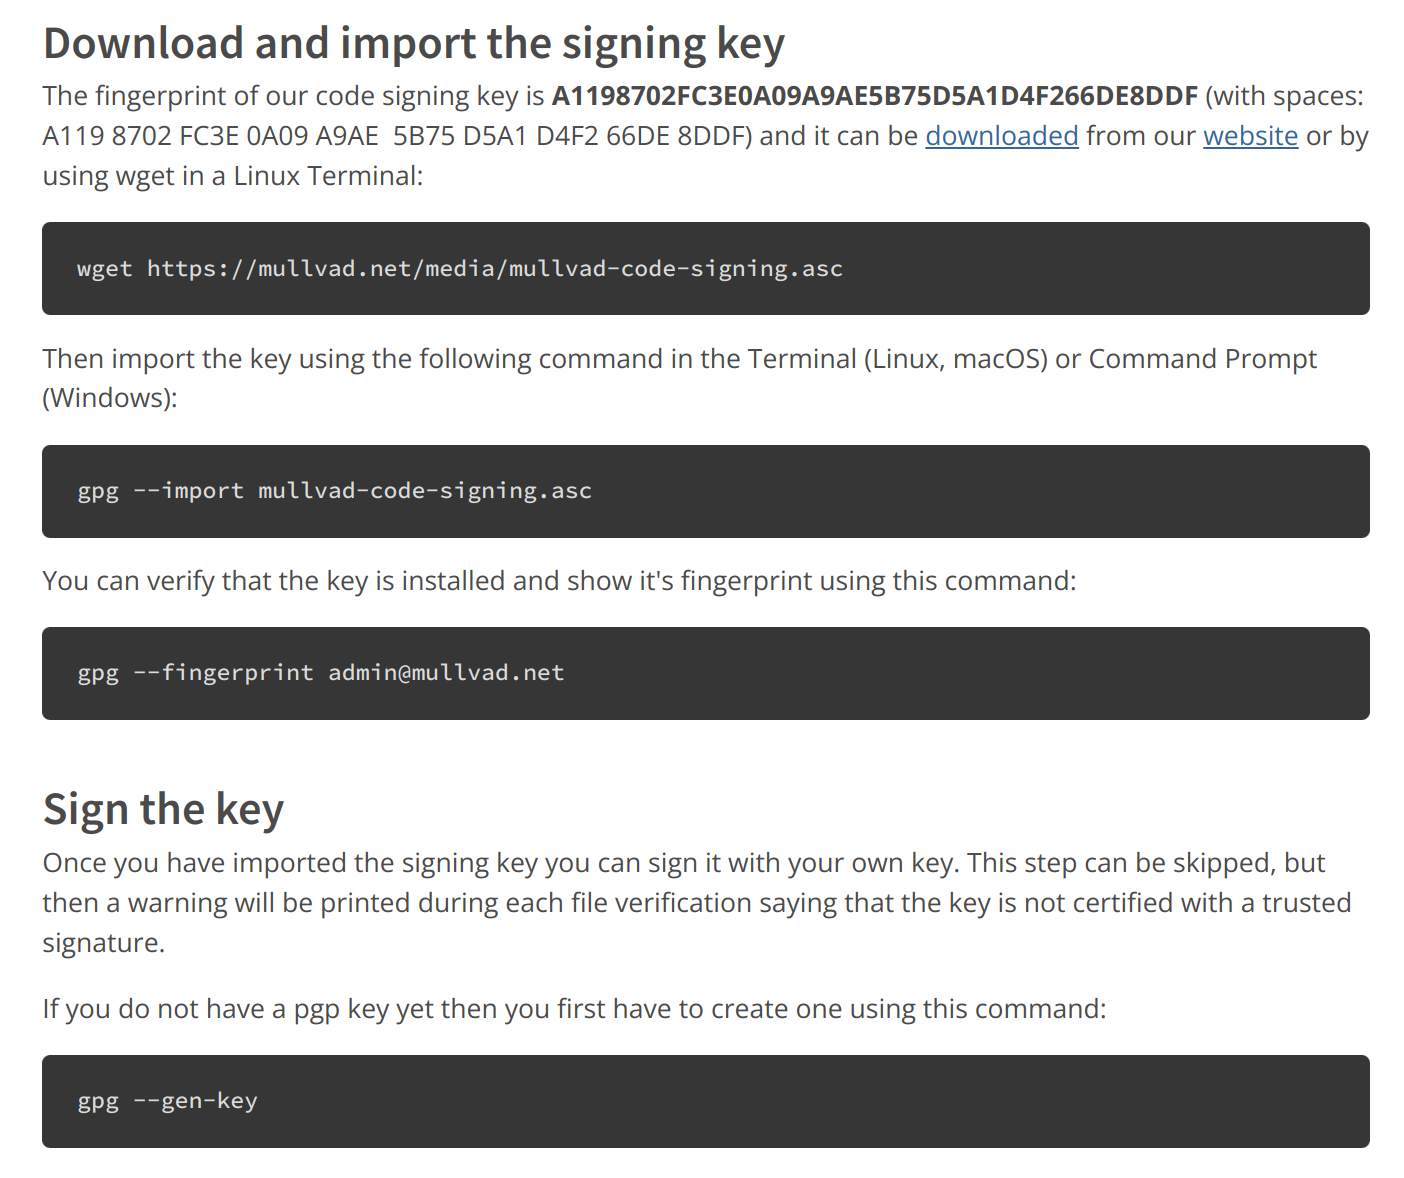 Download and import the signing key
The fingerprint of our code signing key is A1198702FC3E0A09A9AE5B75D5A1D4F266DE8DDF (with spaces:
A119 8702 FC3E 0A09 A9AE  5B75 D5A1 D4F2 66DE 8DDF) and it can be downloaded from our website or by
using wget in a Linux Terminal:
wget https://mullvad.net/media/mullvad-code-signing.asc
Then import the key using the following command in the Terminal (Linux, macOS) or Command Prompt
(Windows):
gpg --import mullvad-code-signing.asc
You can verify that the key is installed and show it's fingerprint using this command:
gpg --fingerprint admin@mullvad.net
Sign the key
Once you have imported the signing key you can sign it with your own key. This step can be skipped, but
then a warning will be printed during each file verification saying that the key is not certified with a trusted
signature.
If you do not have a pgp key yet then you first have to create one using this command:
gpg --gen-key